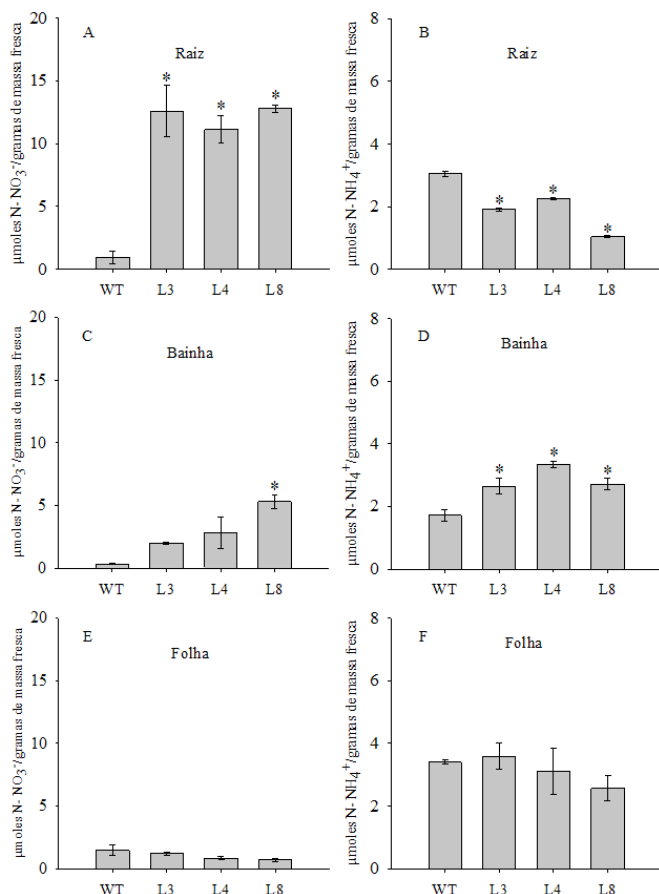 A
Raiz
µmoles N- NO3-/gramas de massa fresca
20
15
10
5
0
*
*
*
WT L3 L4 L8
B
Raiz
µmoles N- NH4+/gramas de massa fresca
8
6
4
2
0
*
*
*
WT L3 L4 L8
C
Bainha
µmoles N- NO3-/gramas de massa fresca
20
15
10
5
0
*
WT L3 L4 L8
D
Bainha
µmoles N- NH4+/gramas de massa fresca
8
6
4
2
0
*
*
*
WT L3 L4 L8
E
Folha
µmoles N- NO3-/gramas de massa fresca
20
15
10
5
0
WT L3 L4 L8
F
Folha
µmoles N- NH4+/gramas de massa fresca
8
6
4
2
0
WT L3 L4 L8